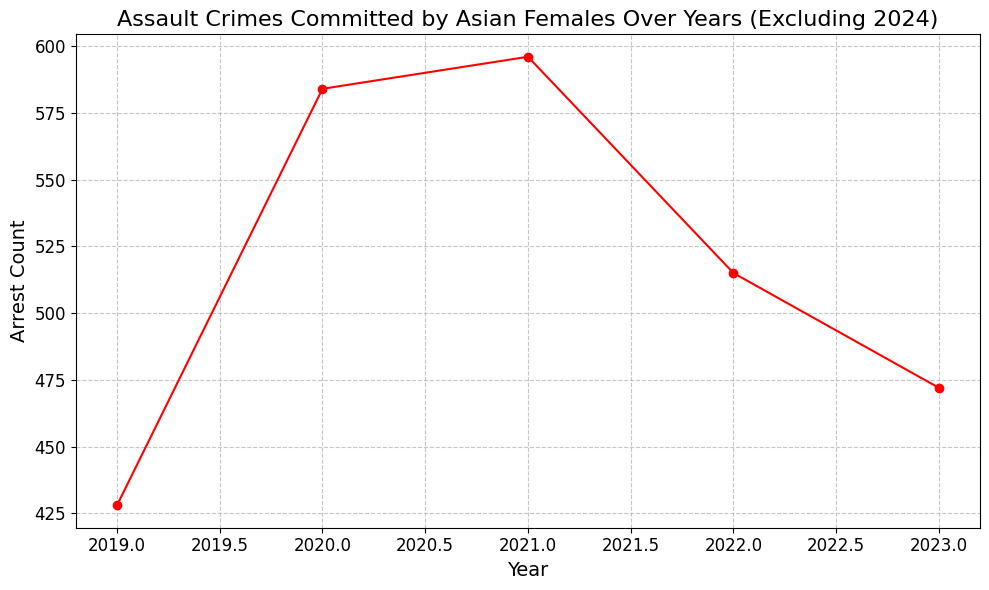 Assault Crimes Committed by Asian Females Over Years (Excluding 2024)
600
575
550
525
500
475
450
425
Arrest Count
2019.0 2019.5 2020.0 2020.5 2021.0 2021.5 2022.0 2022.5 2023.0
Year